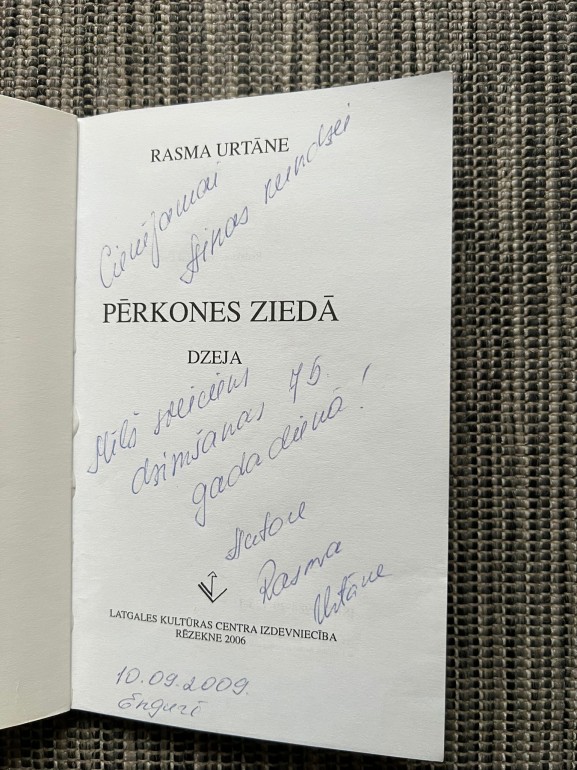 RASMA URTĀNE
Cienījamai
kundzei
PĒRKONES ZIEDĀ
DZEJA
Mīļš sveiciens
dzimšanas 75.
gadadienā!
Autore
Rasma
Urtāne
LATGALES KULTŪRAS CENTRA IZDEVNIECĪBA
RĒZEKNE 2006
10.09.2009.
Engurē